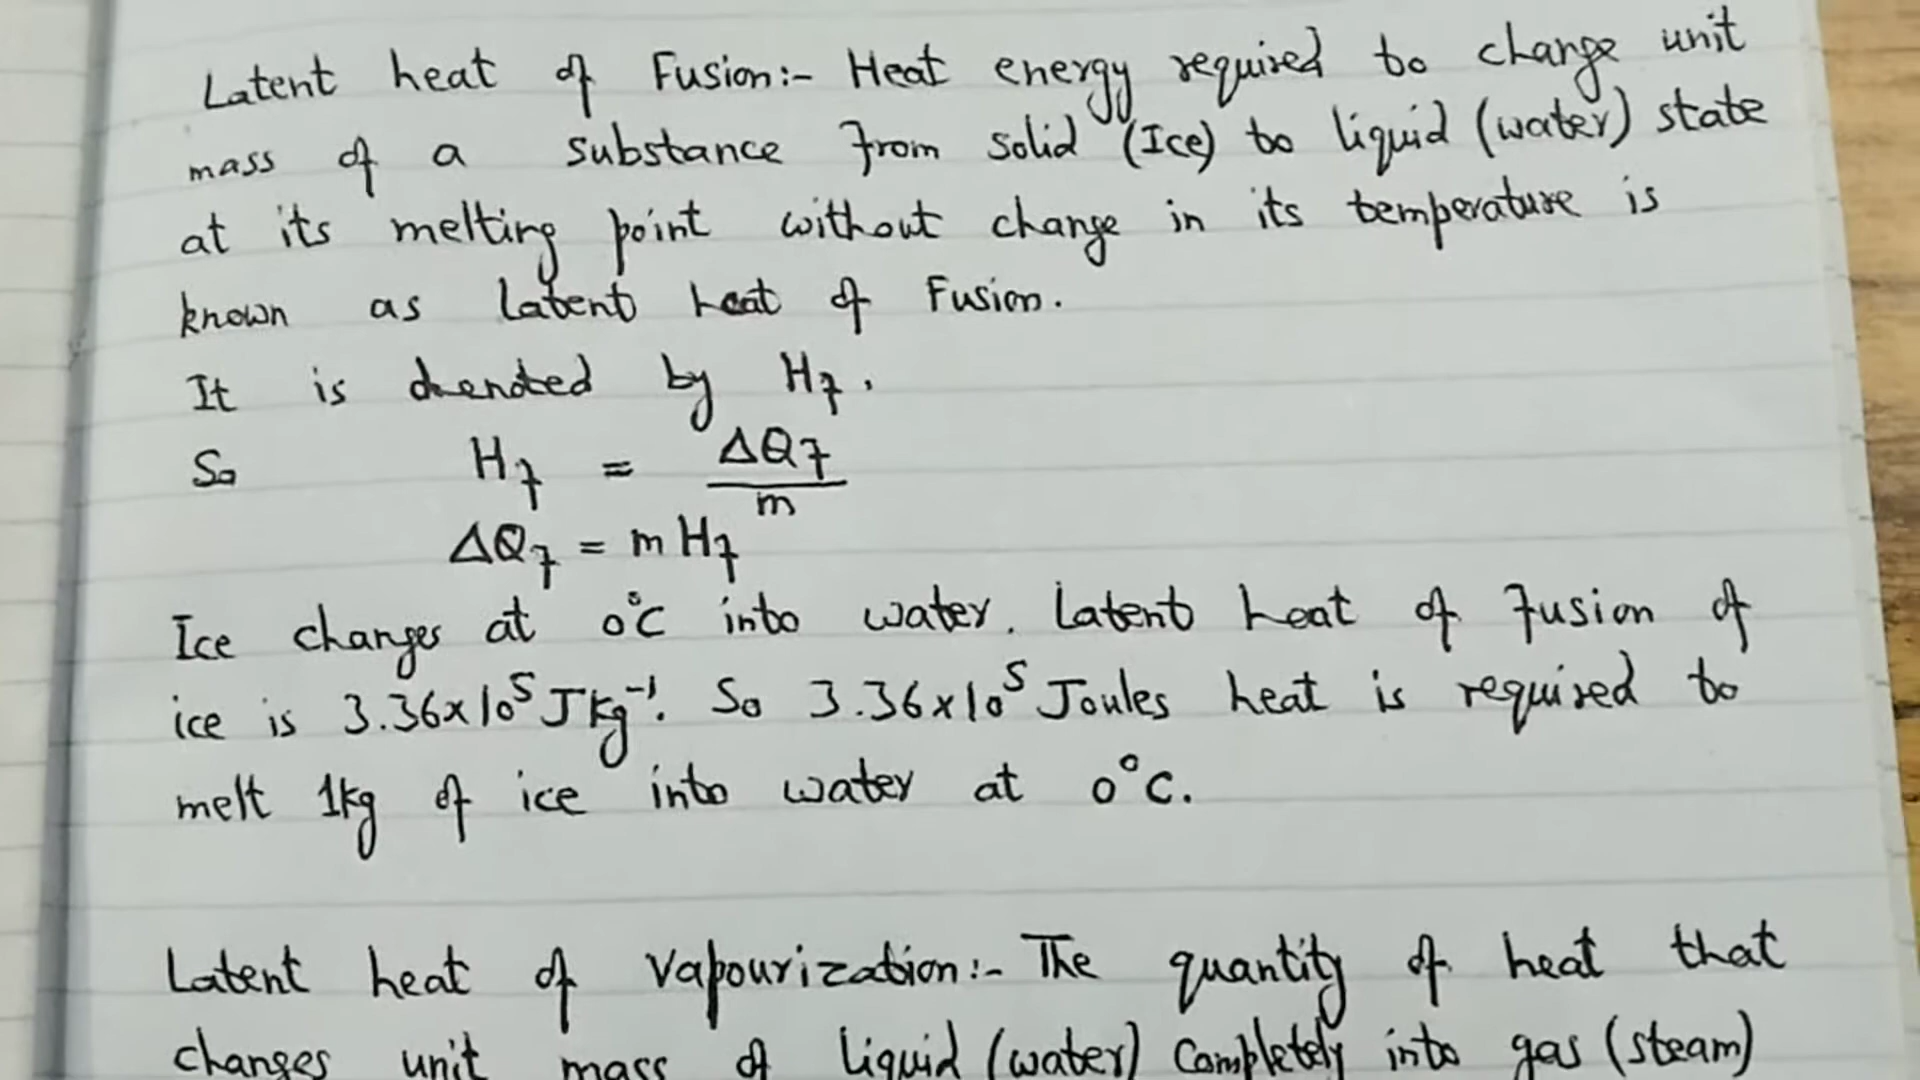 Latent heat of Fusion:- Heat energy required to change unit
mass of a substance from solid (Ice) to liquid (water) state
at its melting point without change in its temperature is
known as latent heat of Fusion.
It is denoted by Hf.
So Hf = ΔQf / m
ΔQf = m Hf
Ice changes at 0°C into water. Latent heat of fusion of
ice is 3.36x10⁵ J kg⁻¹. So 3.36x10⁵ Joules heat is required to
melt 1kg of ice into water at 0°C.
Latent heat of Vapourization:- The quantity of heat that
changes unit mass of liquid (water) completely into gas (steam)